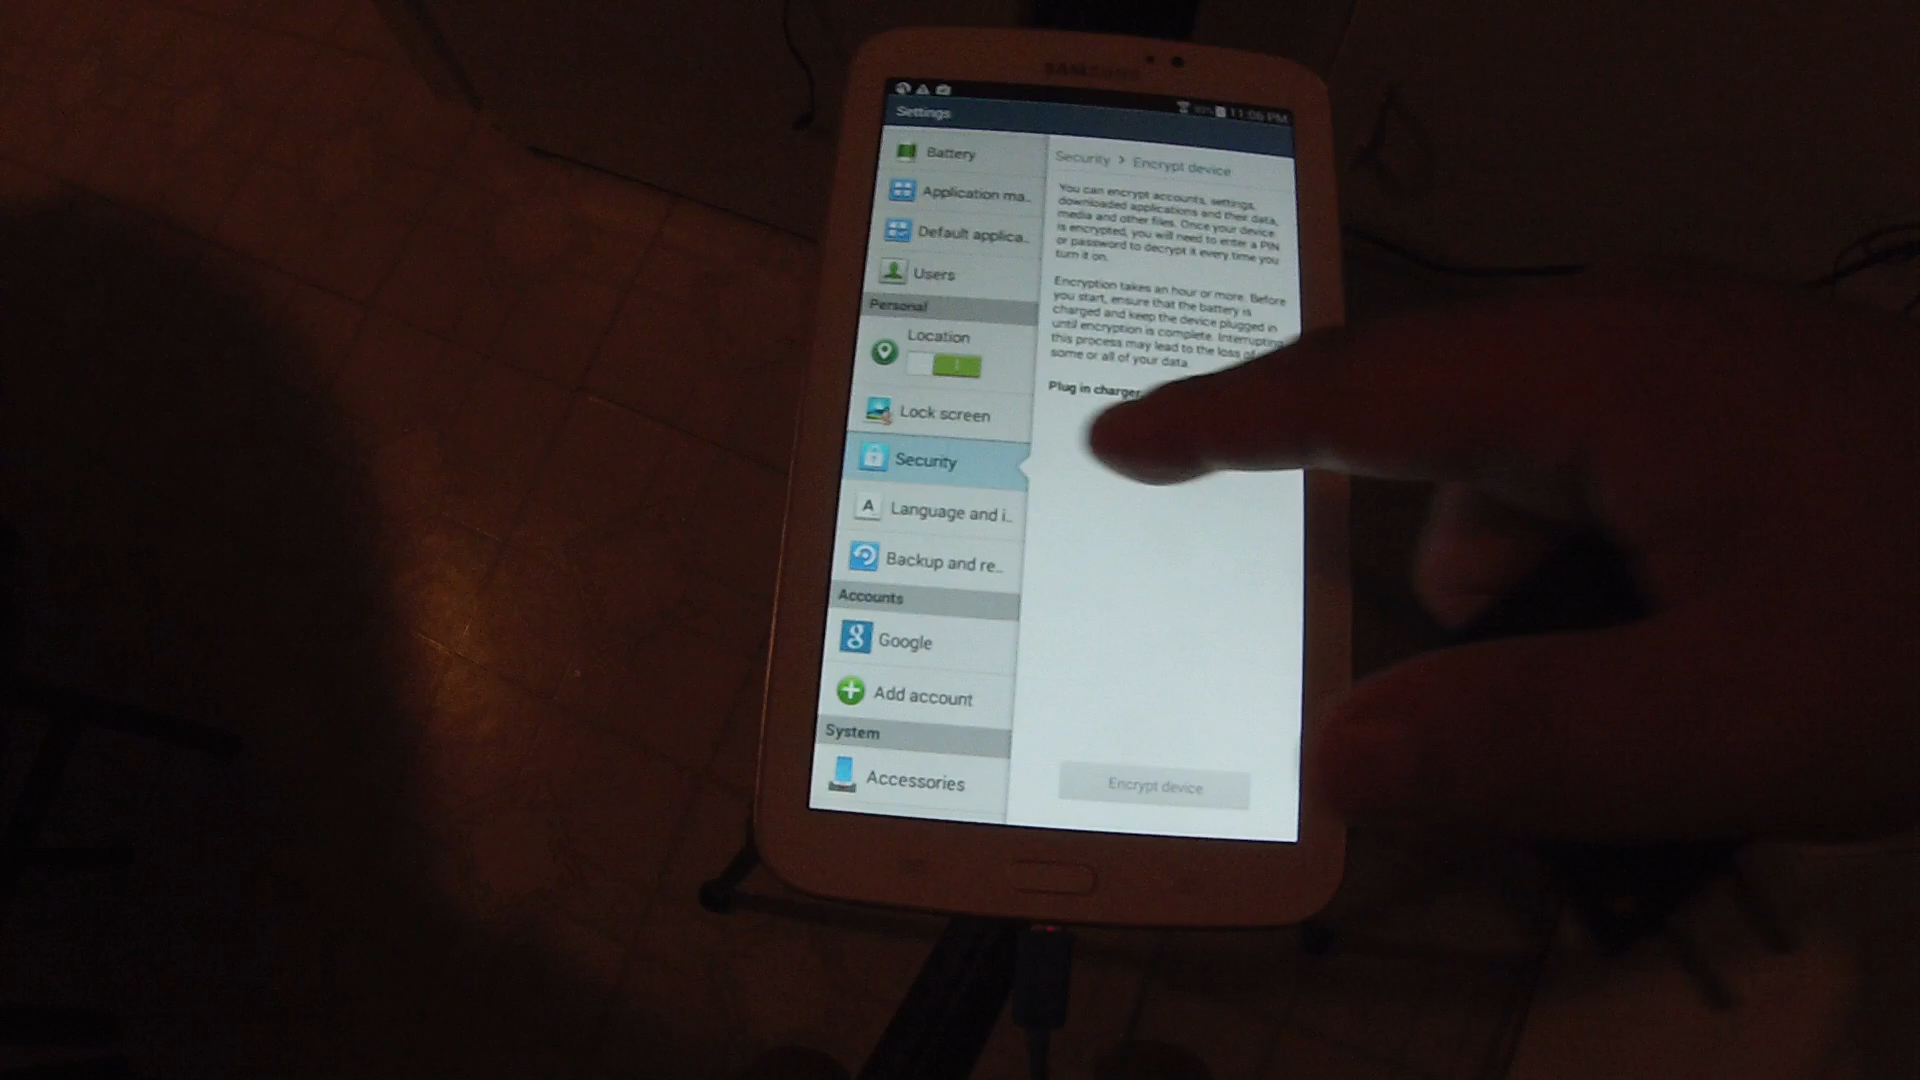 SAMSUNG
11:06 PM
Settings
Battery
Application ma..
Default applica..
Users
Personal
Location
Lock screen
Security
Language and i..
Backup and re..
Accounts
Google
Add account
System
Accessories
Security > Encrypt device
You can encrypt accounts, settings,
downloaded applications and their data,
media and other files. Once your device
is encrypted, you will need to enter a PIN
or password to decrypt it every time you
turn it on.
Encryption takes an hour or more. Before
you start, ensure that the battery is
charged and keep the device plugged in
until encryption is complete. Interrupting
this process may lead to the loss of
some or all of your data.
Plug in charger
Encrypt device